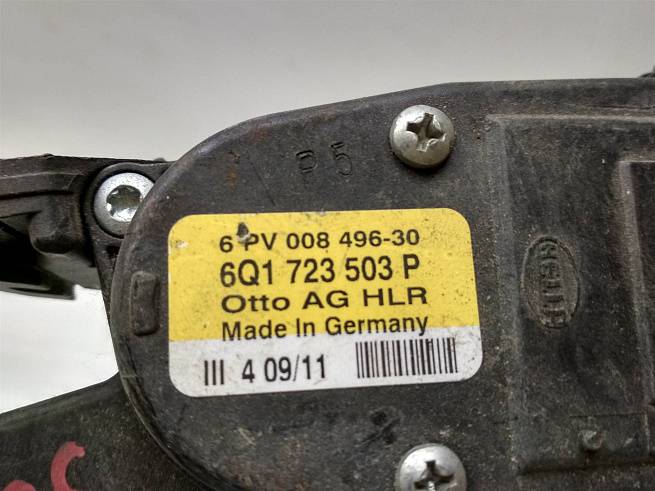 P 5
6 PV 008 496-30
6Q1 723 503 P
Otto AG HLR
Made In Germany
III 4 09/11
HELLA